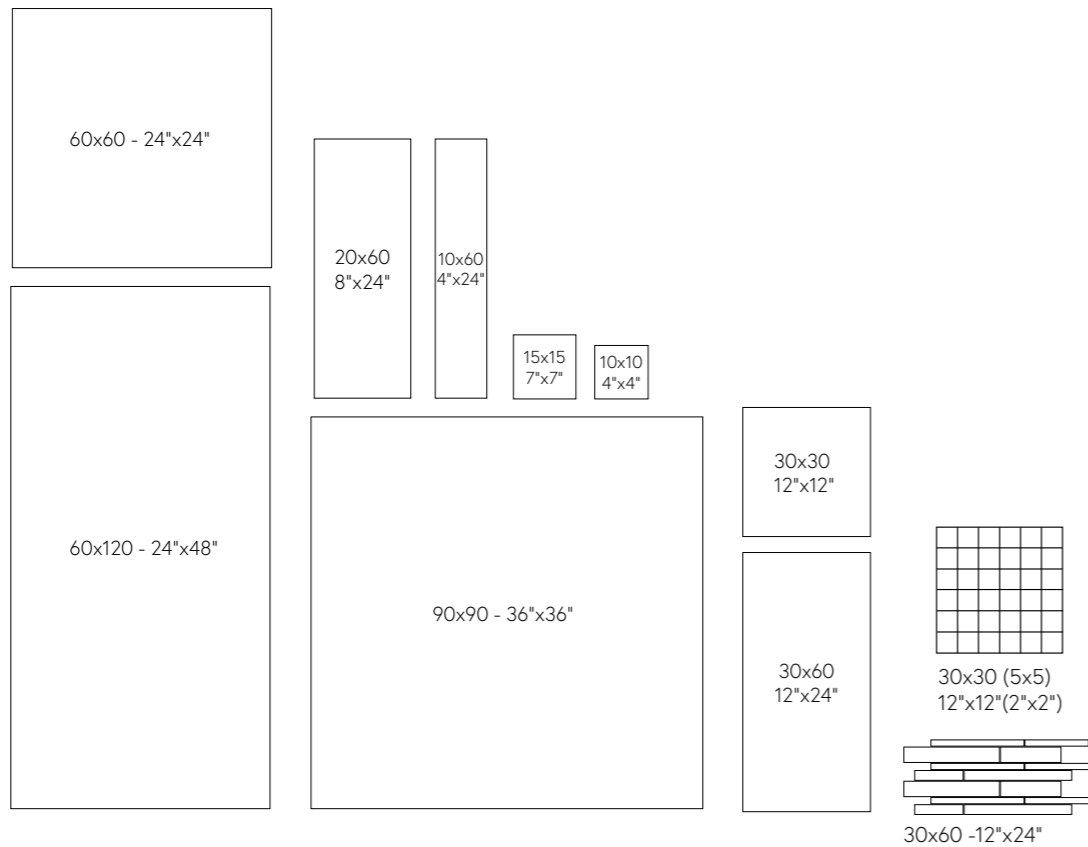 60x60 - 24"x24"
20x60
8"x24"
10x60
4"x24"
15x15
7"x7"
10x10
4"x4"
30x30
12"x12"
60x120 - 24"x48"
90x90 - 36"x36"
30x60
12"x24"
30x30 (5x5)
12"x12"(2"x2")
30x60 -12"x24"